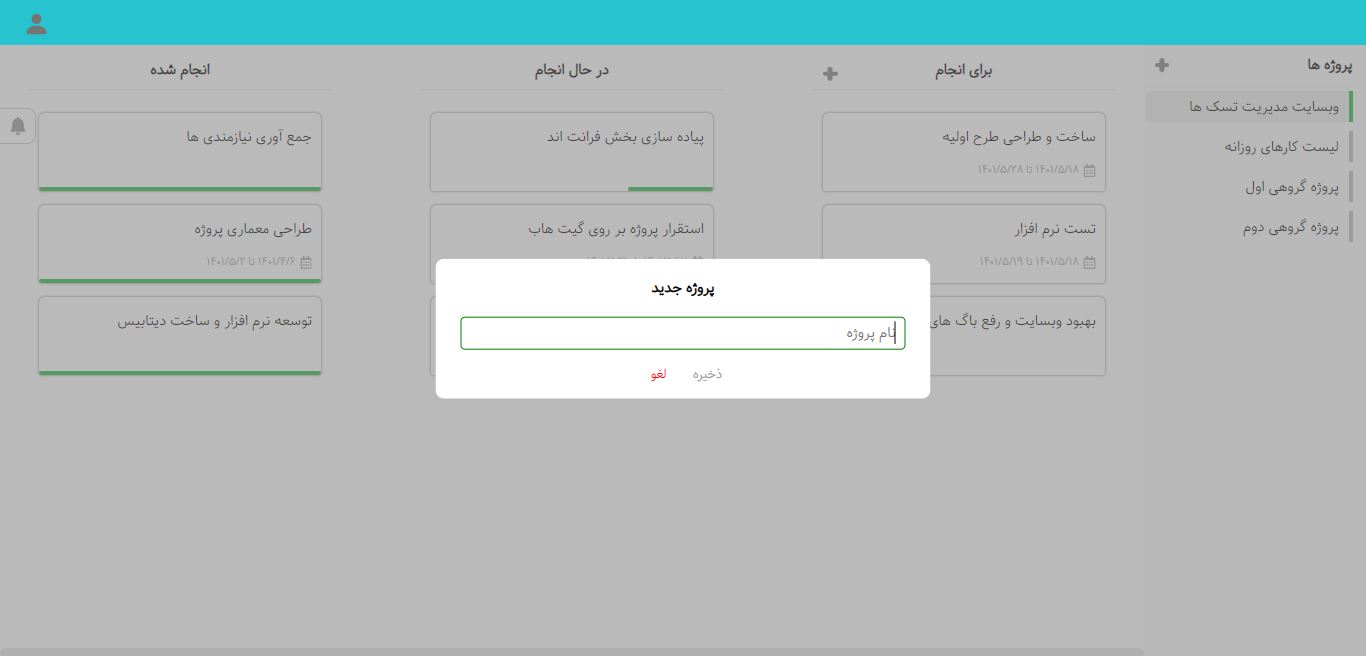 پروژه ها
وبسایت مدیریت تسک ها
لیست کارهای روزانه
پروژه گروهی اول
پروژه گروهی دوم
برای انجام
ساخت و طراحی طرح اولیه
۱۴۰۱/۵/۱۸ تا ۱۴۰۱/۵/۲۸
تست نرم افزار
۱۴۰۱/۵/۱۸ تا ۱۴۰۱/۵/۱۹
بهبود وبسایت و رفع باگ های
در حال انجام
پیاده سازی بخش فرانت اند
استقرار پروژه بر روی گیت هاب
انجام شده
جمع آوری نیازمندی ها
طراحی معماری پروژه
۱۴۰۱/۴/۶ تا ۱۴۰۱/۵/۲
توسعه نرم افزار و ساخت دیتابیس
پروژه جدید
نام پروژه
ذخیره
لغو